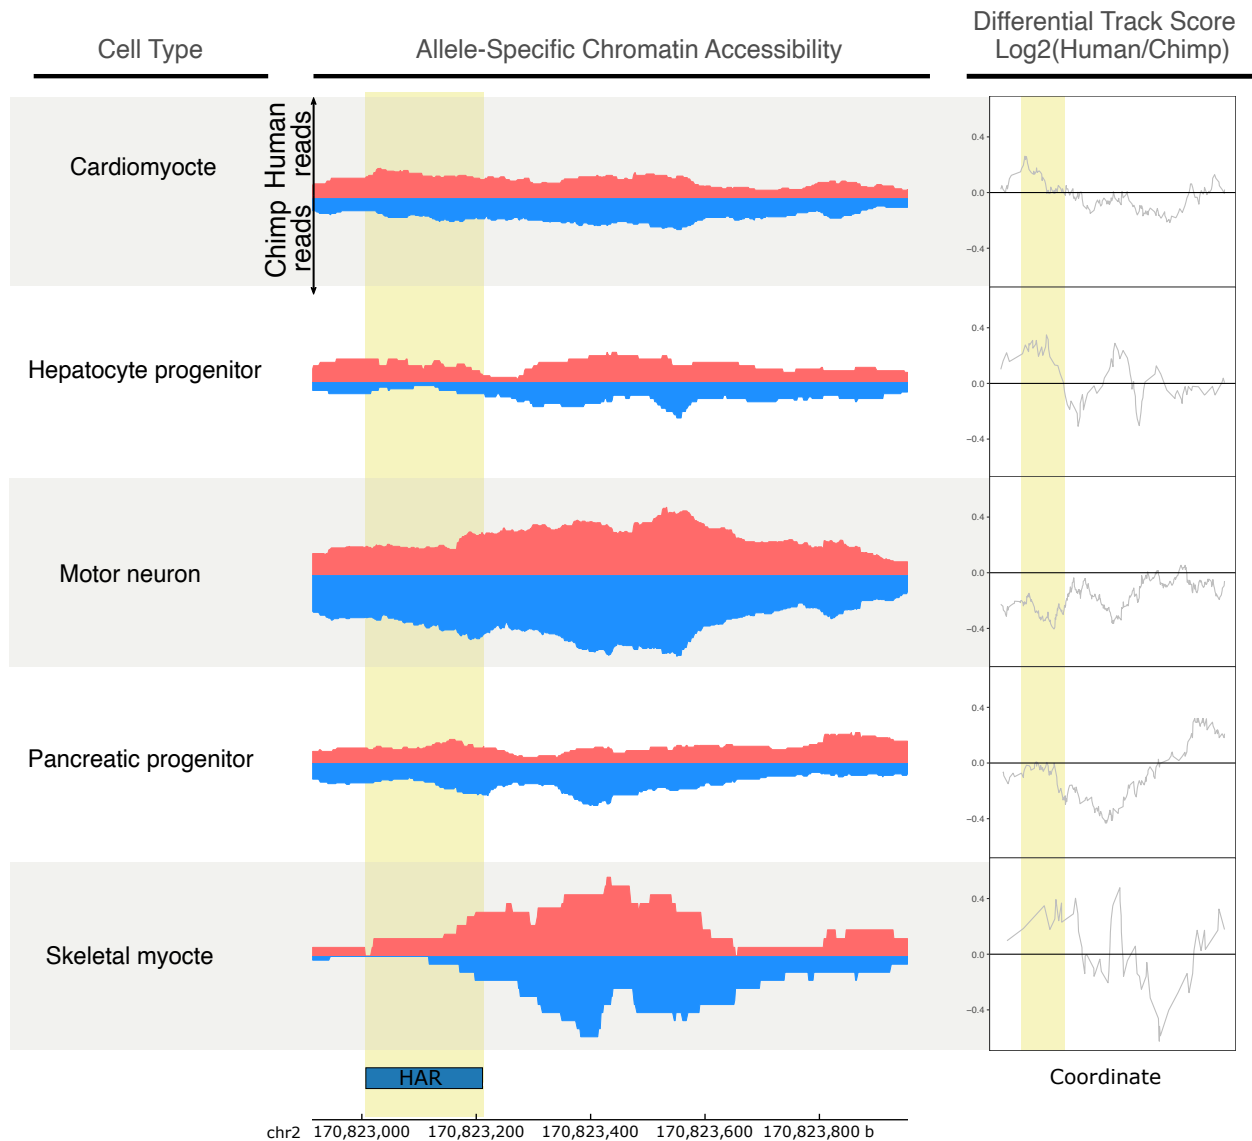 Cell Type
Allele-Specific Chromatin Accessibility
Differential Track Score
Log2(Human/Chimp)
Cardiomyocte
Human
reads
Chimp
reads
0.4
0.0
−0.4
Hepatocyte progenitor
0.4
0.0
−0.4
Motor neuron
0.4
0.0
−0.4
Pancreatic progenitor
0.4
0.0
−0.4
Skeletal myocte
0.4
0.0
−0.4
HAR
Coordinate
chr2 170,823,000 170,823,200 170,823,400 170,823,600 170,823,800 b